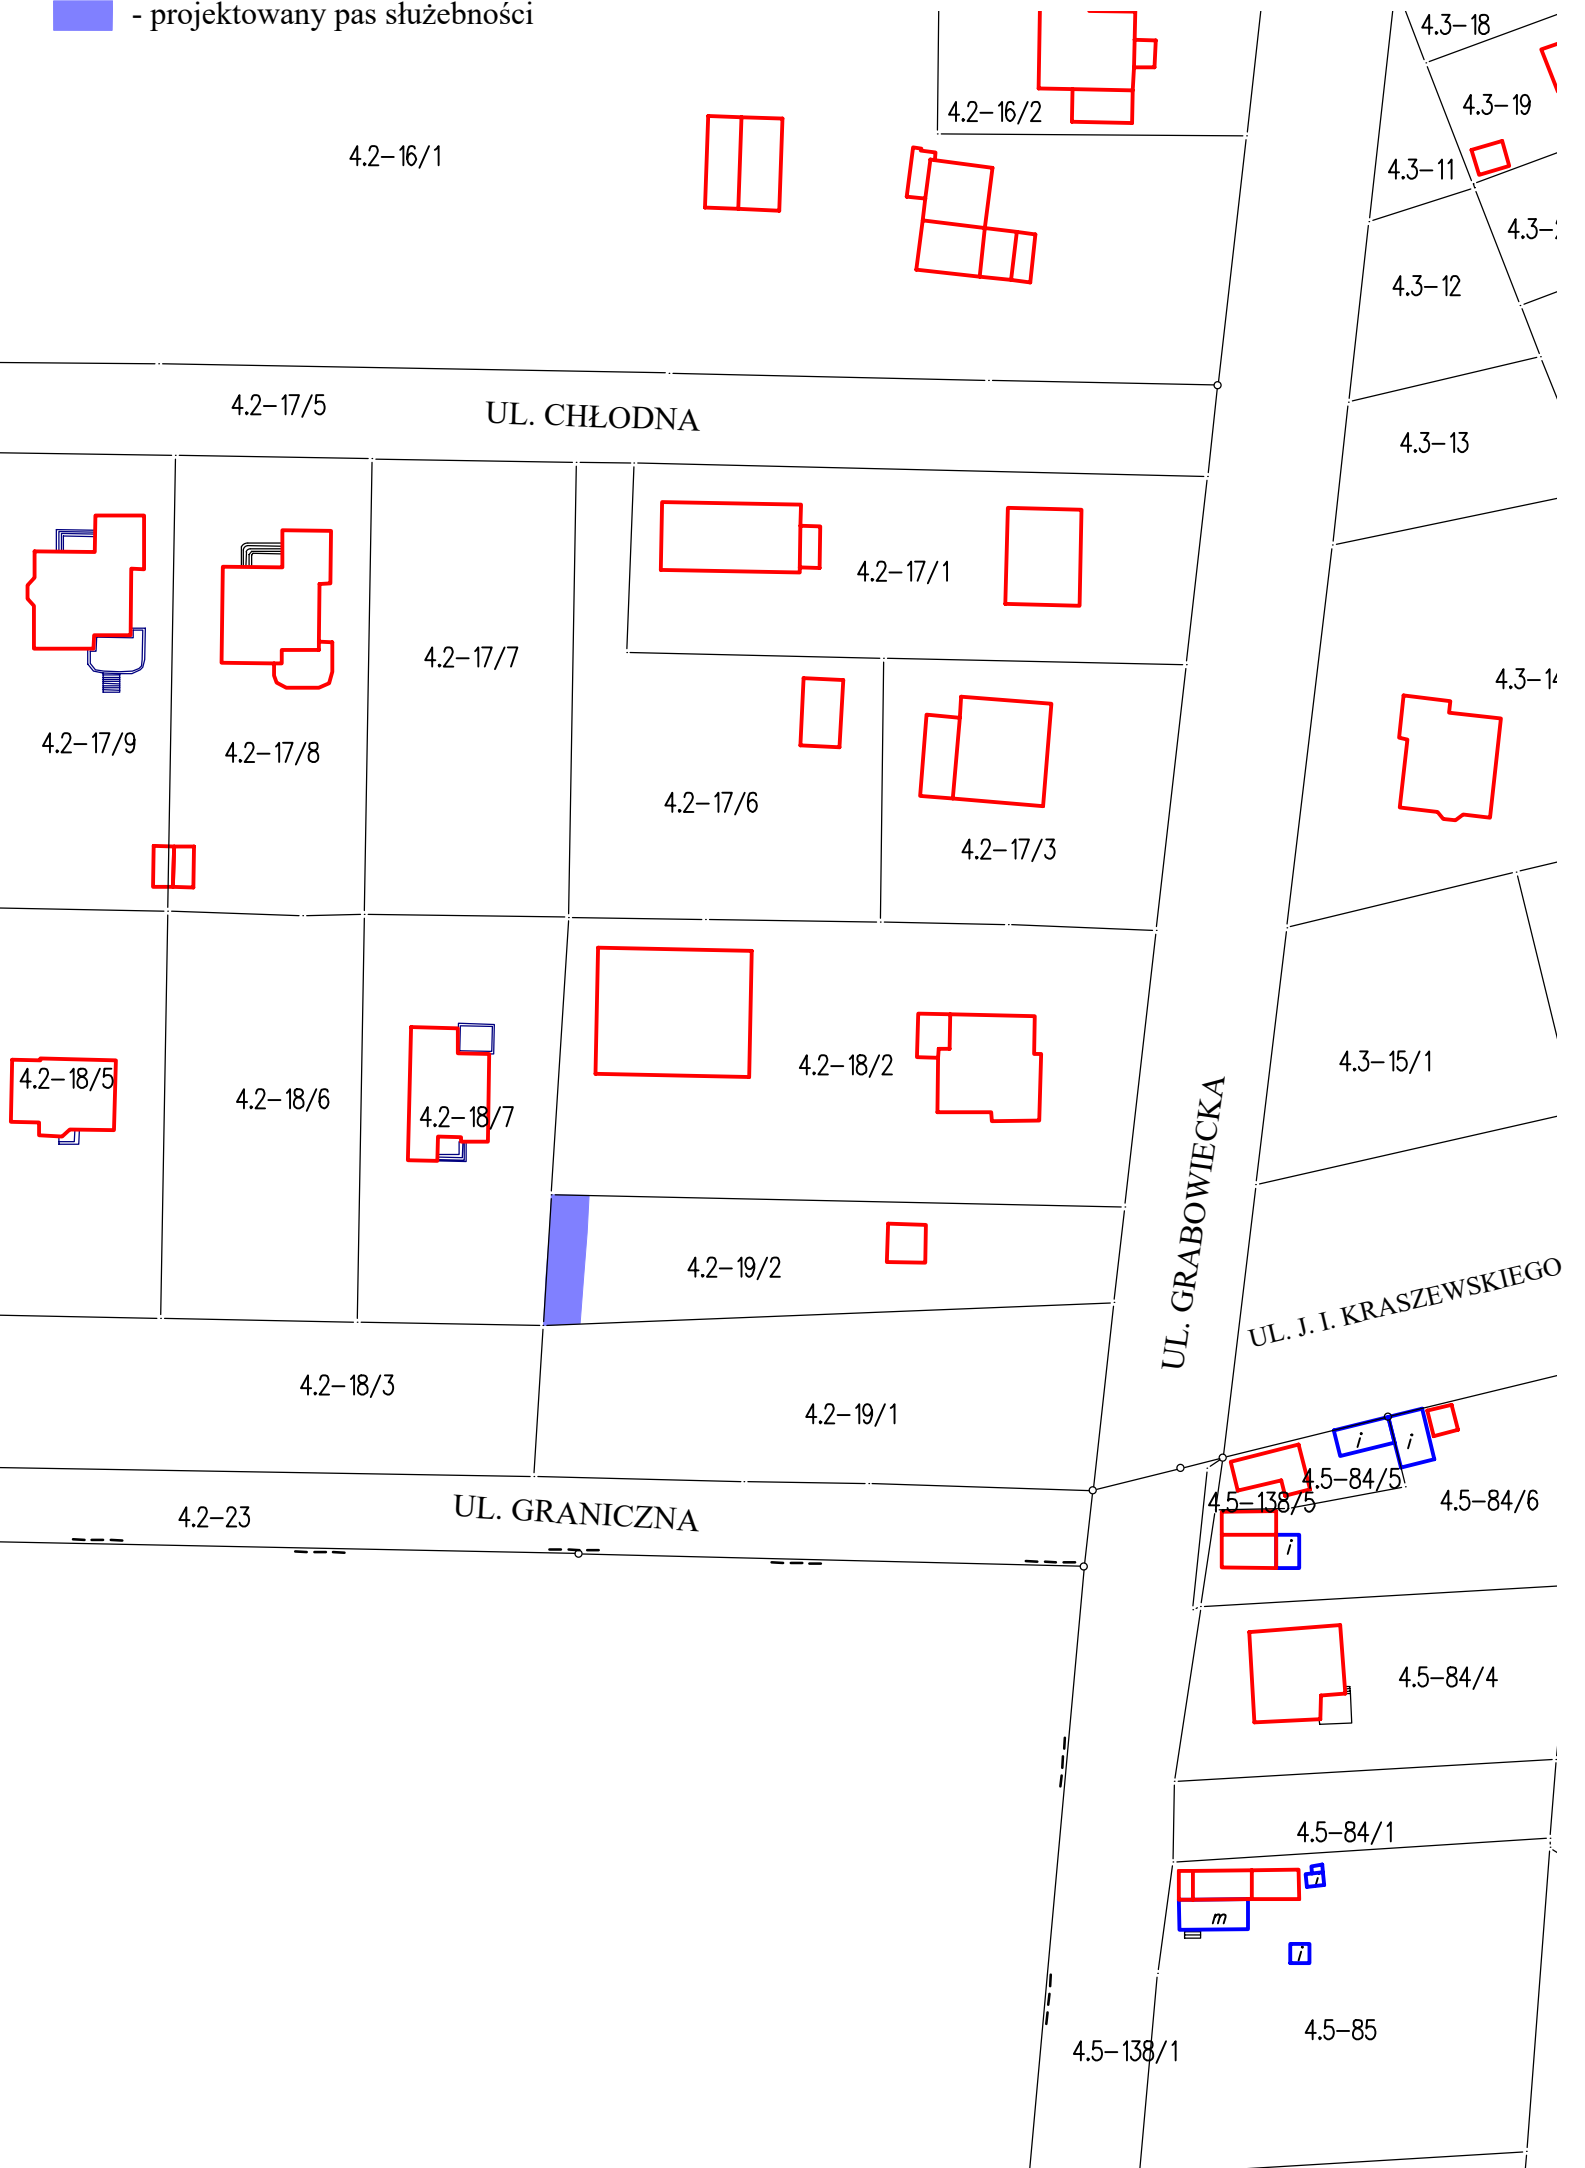 - projektowany pas służebności
4.3-18
4.3-19
4.2-16/2
4.2-16/1
4.3-11
4.3-12
UL. CHŁODNA
4.2-17/5
4.3-13
4.2-17/1
4.2-17/7
4.3-14
4.2-17/9
4.2-17/8
4.2-17/6
4.2-17/3
4.2-18/5
4.2-18/6
4.2-18/7
4.2-18/2
4.3-15/1
UL. GRABOWIECKA
4.2-19/2
UL. J. I. KRASZEWSKIEGO
4.2-18/3
4.2-19/1
i
i
4.5-84/5
4.5-138/5
4.5-84/6
4.2-23
UL. GRANICZNA
i
4.5-84/4
4.5-84/1
i
m
i
4.5-85
4.5-138/1